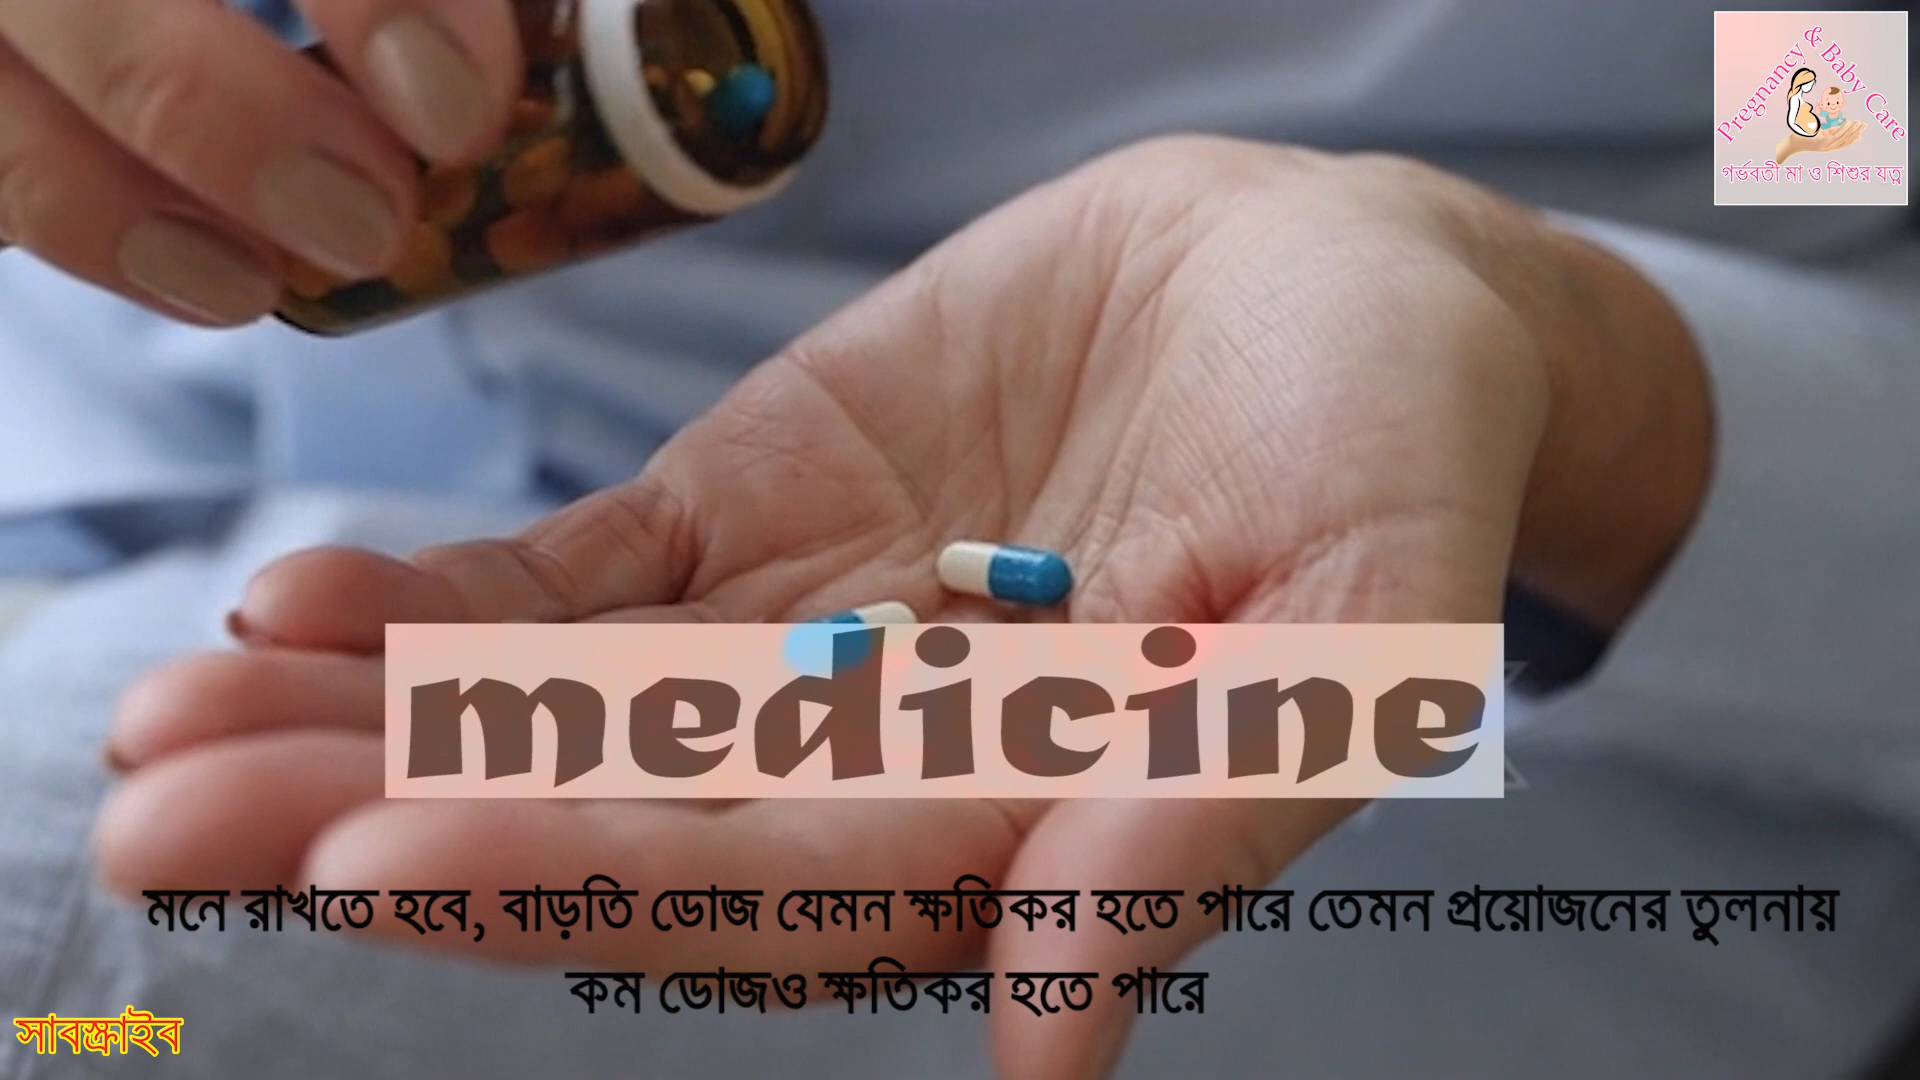 Pregnancy & Baby Care
গর্ভবতী মা ও শিশুর যত্ন
medicine
মনে রাখতে হবে, বাড়তি ডোজ যেমন ক্ষতিকর হতে পারে তেমন প্রয়োজনের তুলনায়
কম ডোজও ক্ষতিকর হতে পারে
সাবস্ক্রাইব